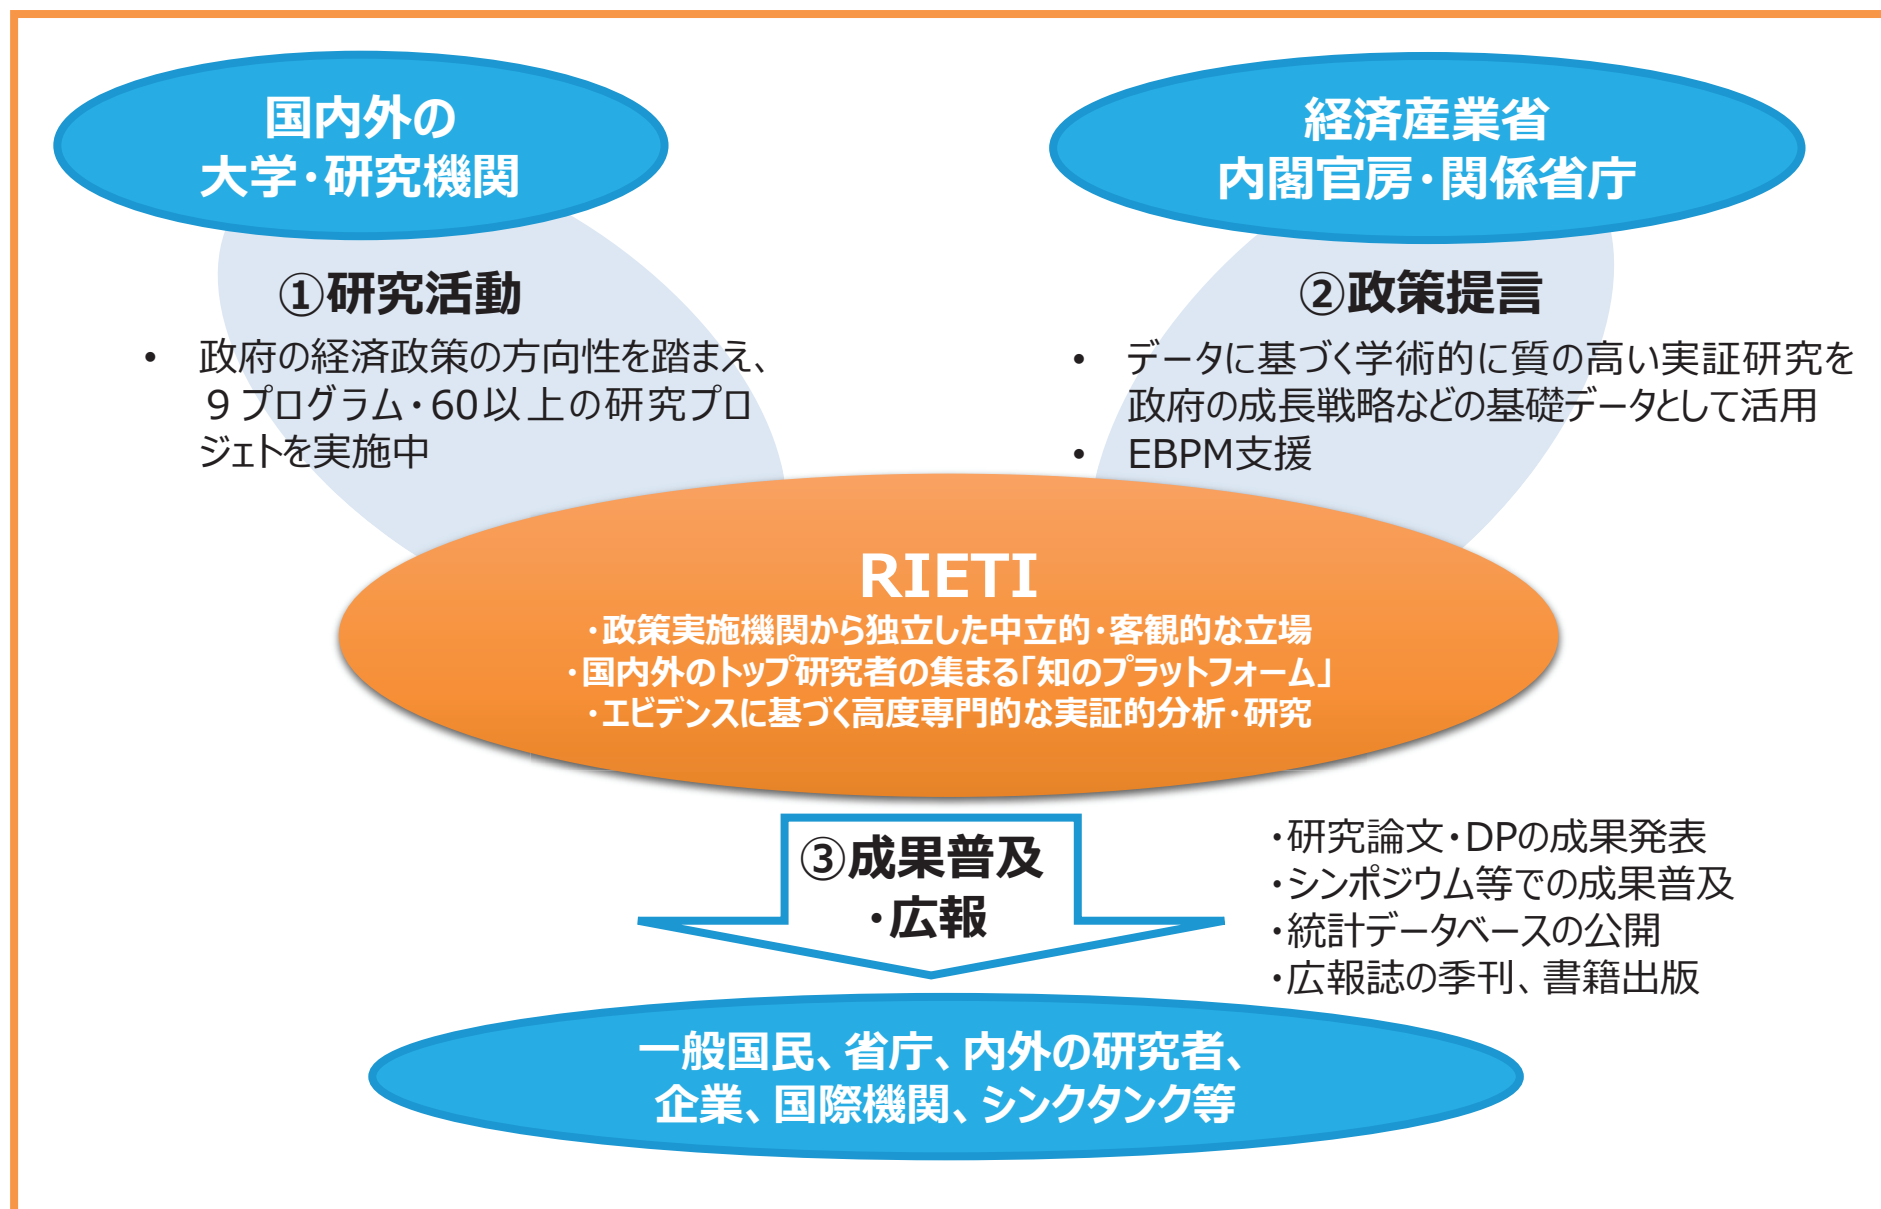 国内外の
大学・研究機関
経済産業省
内閣官房・関係省庁
①研究活動
• 政府の経済政策の方向性を踏まえ、
９プログラム・60以上の研究プロ
ジェトを実施中
②政策提言
• データに基づく学術的に質の高い実証研究を
政府の成長戦略などの基礎データとして活用
• EBPM支援
RIETI
・政策実施機関から独立した中立的・客観的な立場
・国内外のトップ研究者の集まる「知のプラットフォーム」
・エビデンスに基づく高度専門的な実証的分析・研究
③成果普及
・広報
・研究論文・DPの成果発表
・シンポジウム等での成果普及
・統計データベースの公開
・広報誌の季刊、書籍出版
一般国民、省庁、内外の研究者、
企業、国際機関、シンクタンク等